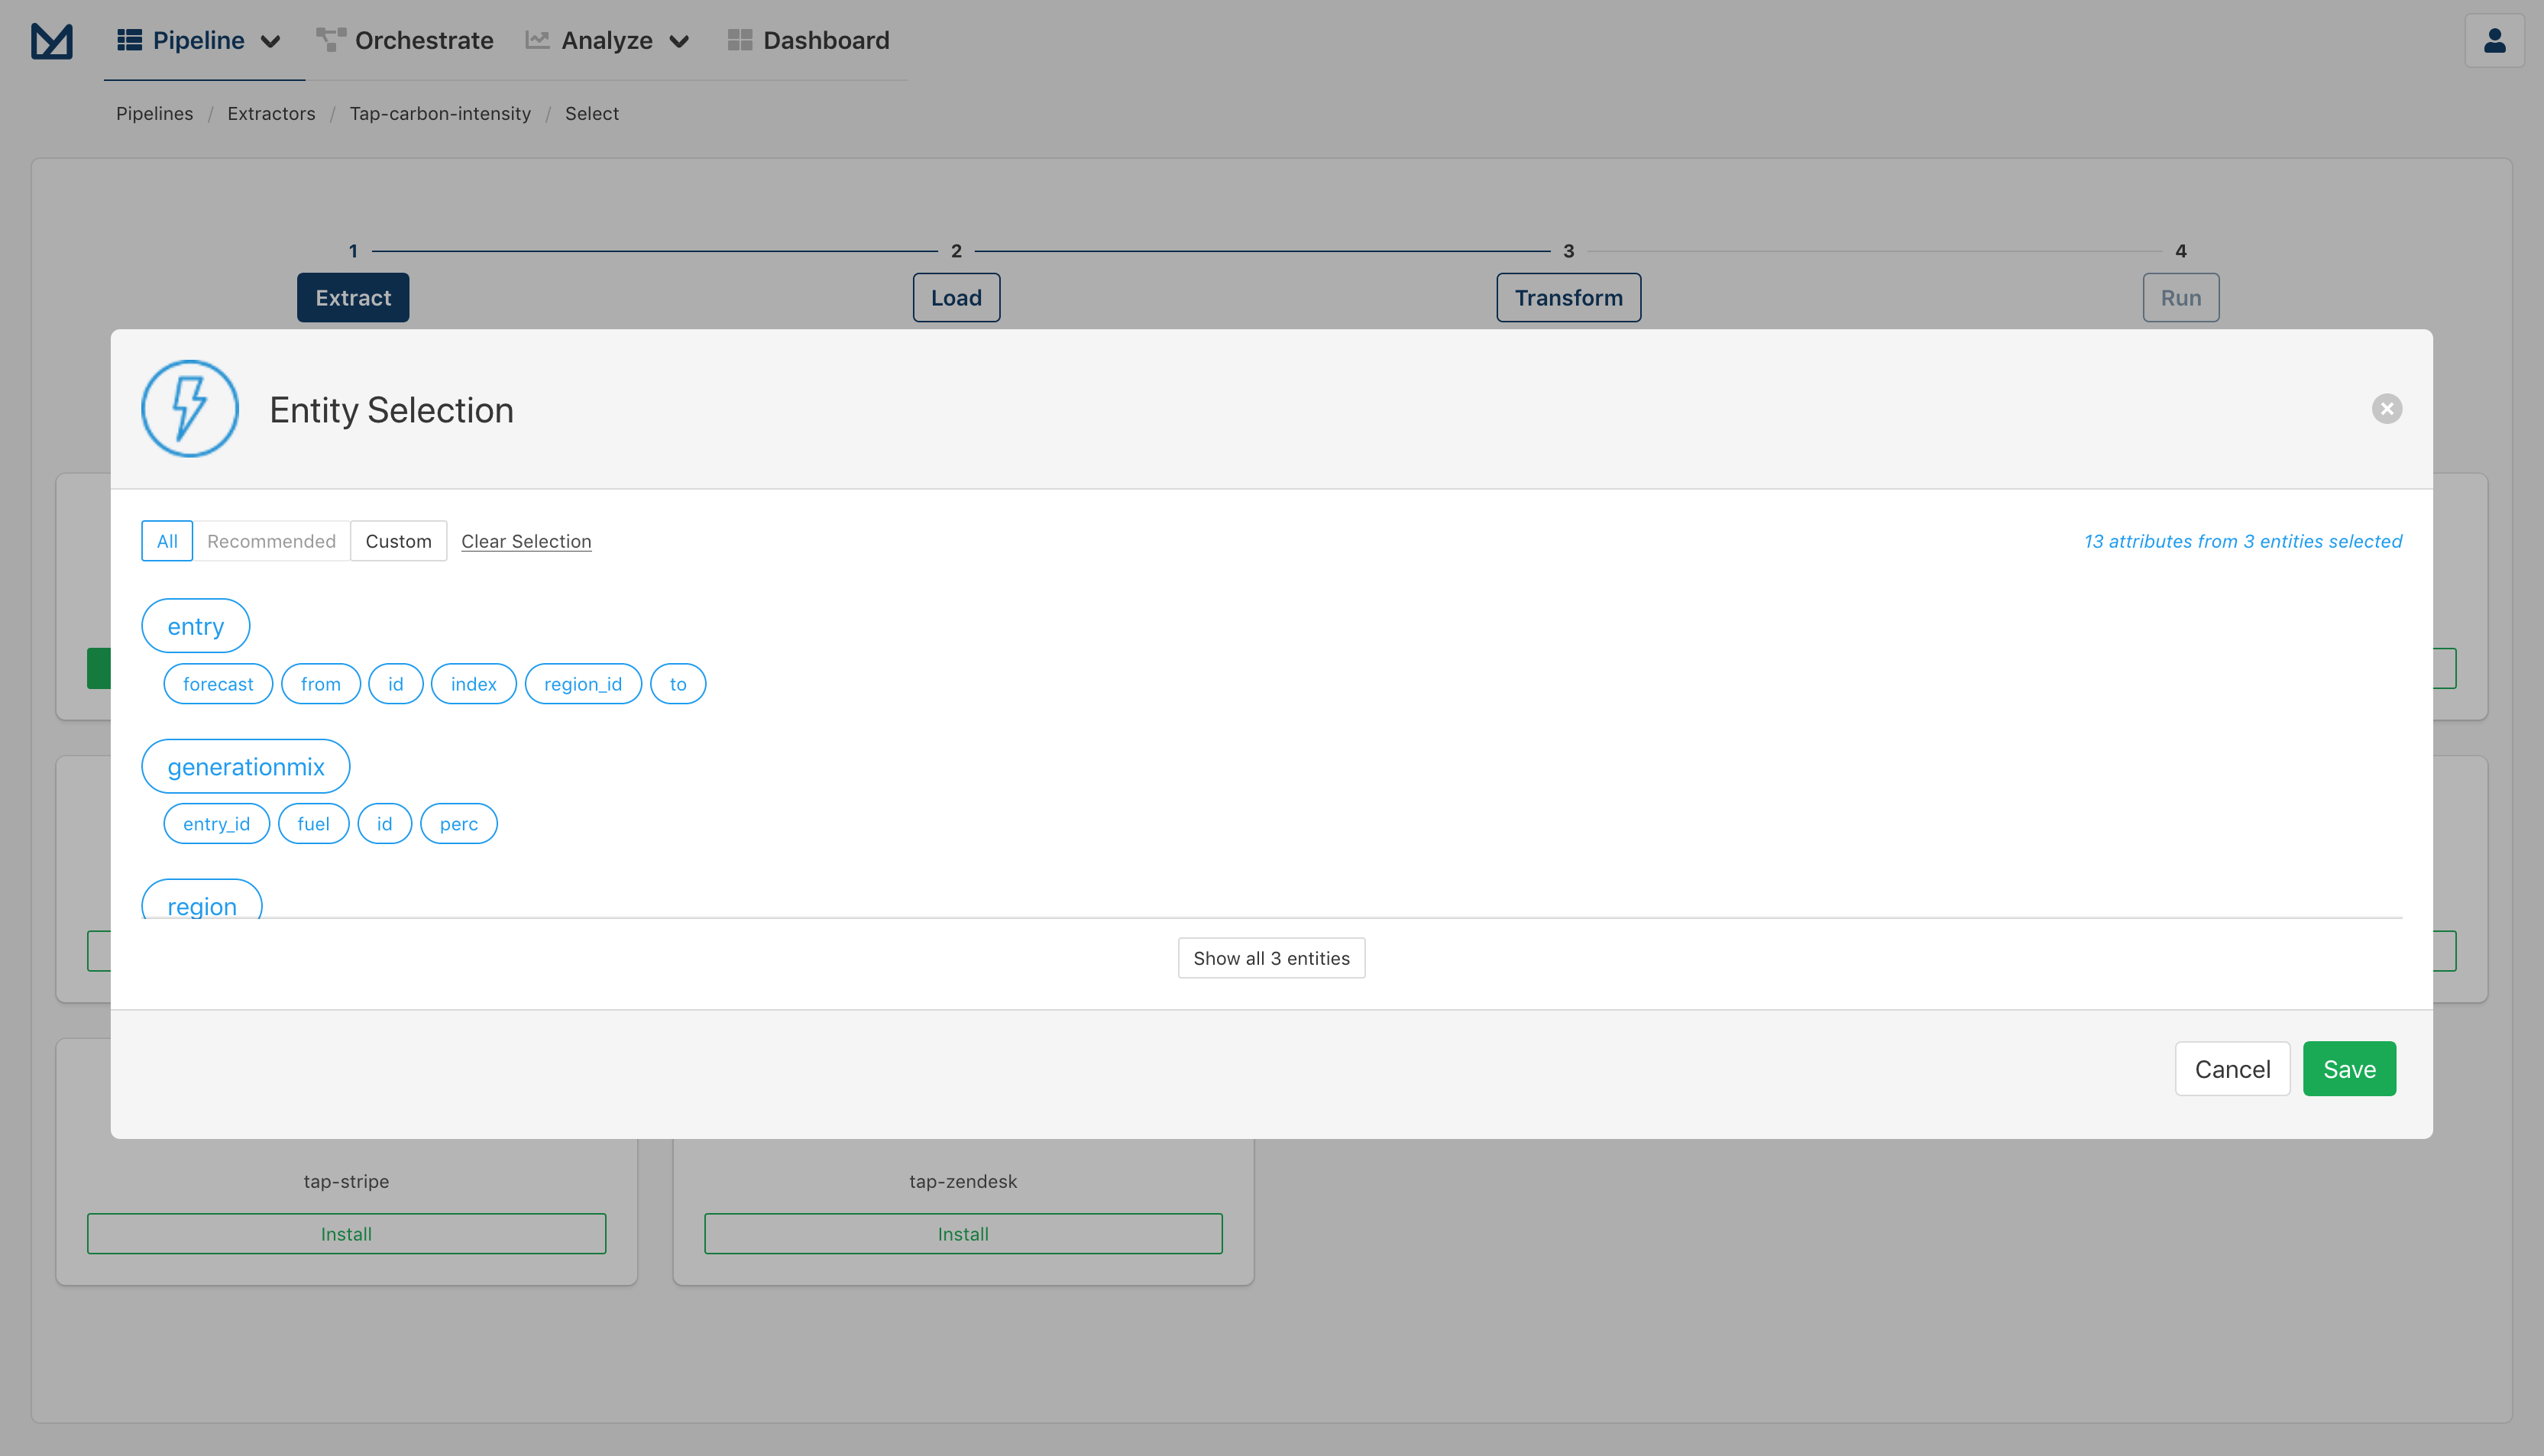 Pipeline Orchestrate Analyze Dashboard
Pipelines / Extractors / Tap-carbon-intensity / Select
1 2 3 4
Extract Load Transform Run
Entity Selection
All Recommended Custom Clear Selection 13 attributes from 3 entities selected
entry
forecast from id index region_id to
generationmix
entry_id fuel id perc
region
Show all 3 entities
Cancel Save
tap-stripe tap-zendesk
Install Install